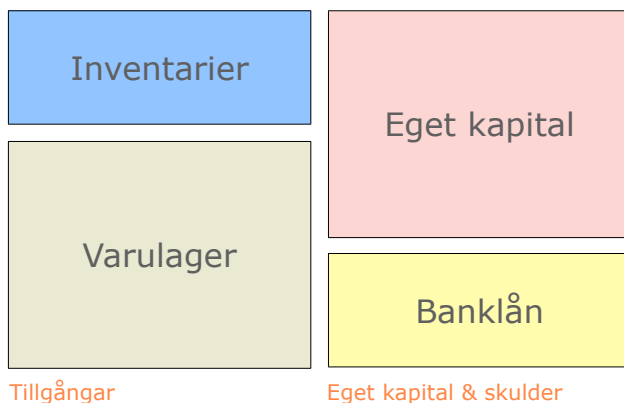 Inventarier
Varulager
Tillgångar
Eget kapital
Banklån
Eget kapital & skulder